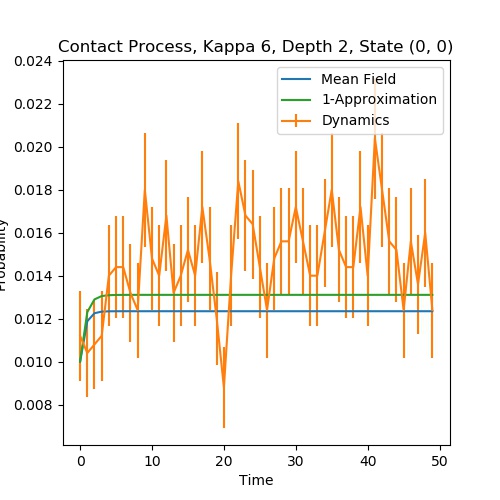 Contact Process, Kappa 6, Depth 2, State (0, 0)
0.024
0.022
0.020
0.018
0.016
0.014
0.012
0.010
0.008
Probability
Mean Field
1-Approximation
Dynamics
0 10 20 30 40 50
Time